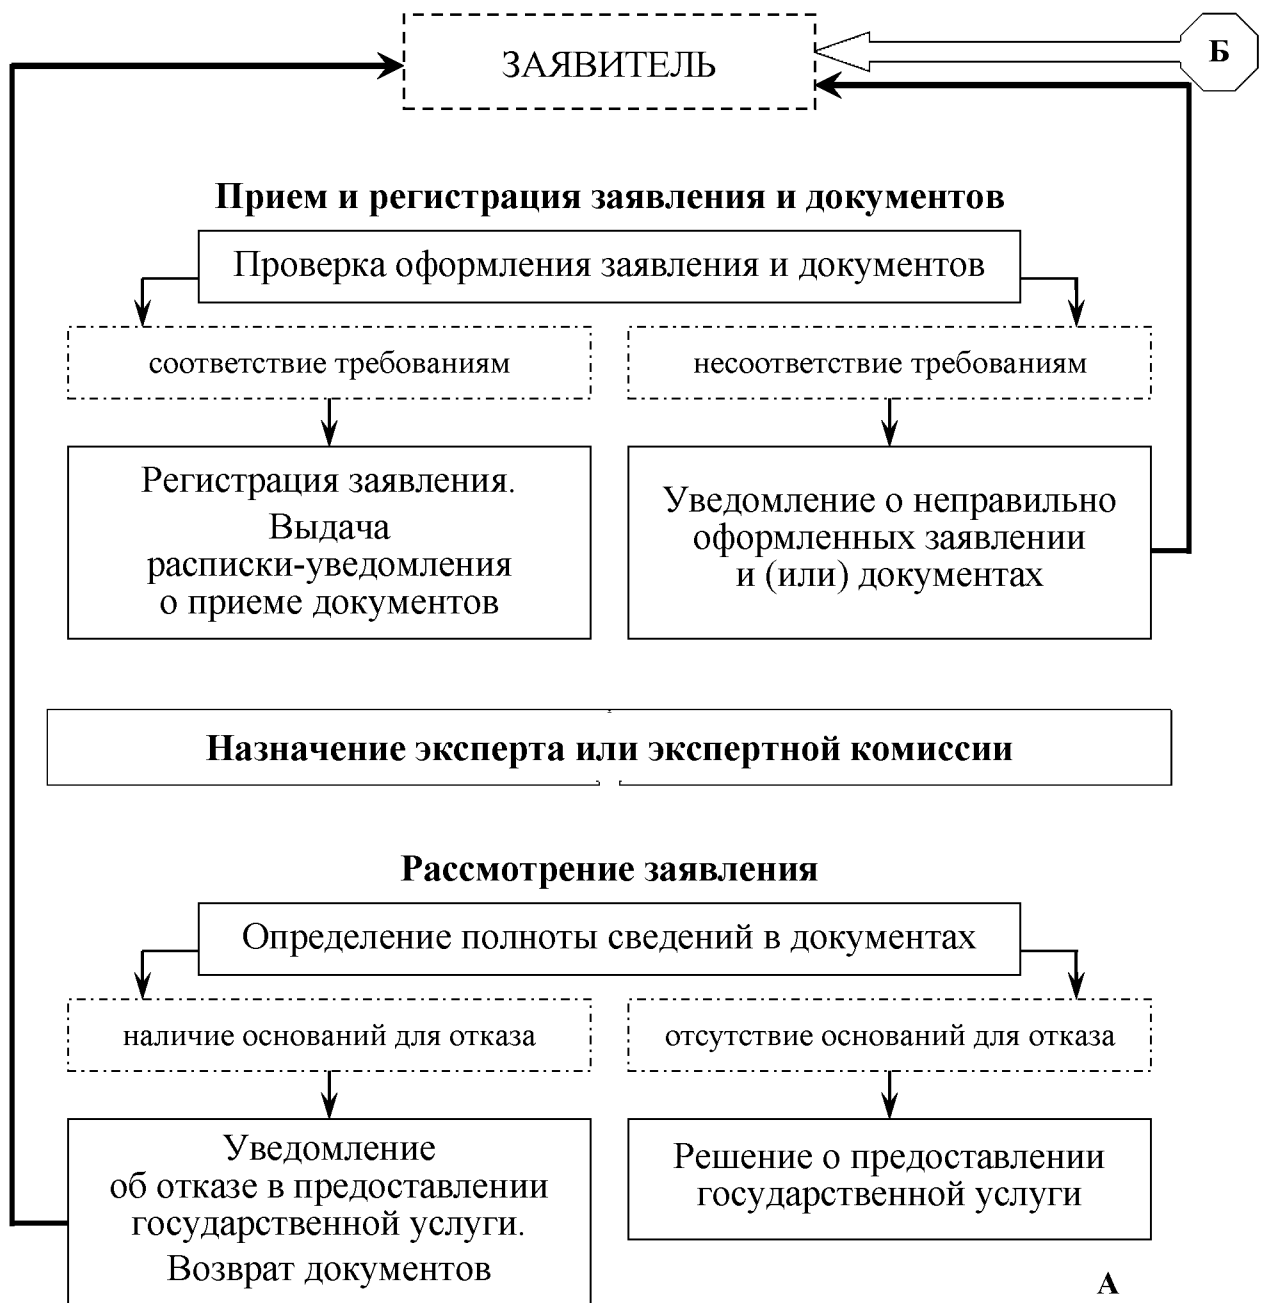 ЗАЯВИТЕЛЬ
Б
Прием и регистрация заявления и документов
Проверка оформления заявления и документов
соответствие требованиям
несоответствие требованиям
Регистрация заявления.
Выдача
расписки-уведомления
о приеме документов
Уведомление о неправильно
оформленных заявлении
и (или) документах
Назначение эксперта или экспертной комиссии
Рассмотрение заявления
Определение полноты сведений в документах
наличие оснований для отказа
отсутствие оснований для отказа
Уведомление
об отказе в предоставлении
государственной услуги.
Возврат документов
Решение о предоставлении
государственной услуги
А